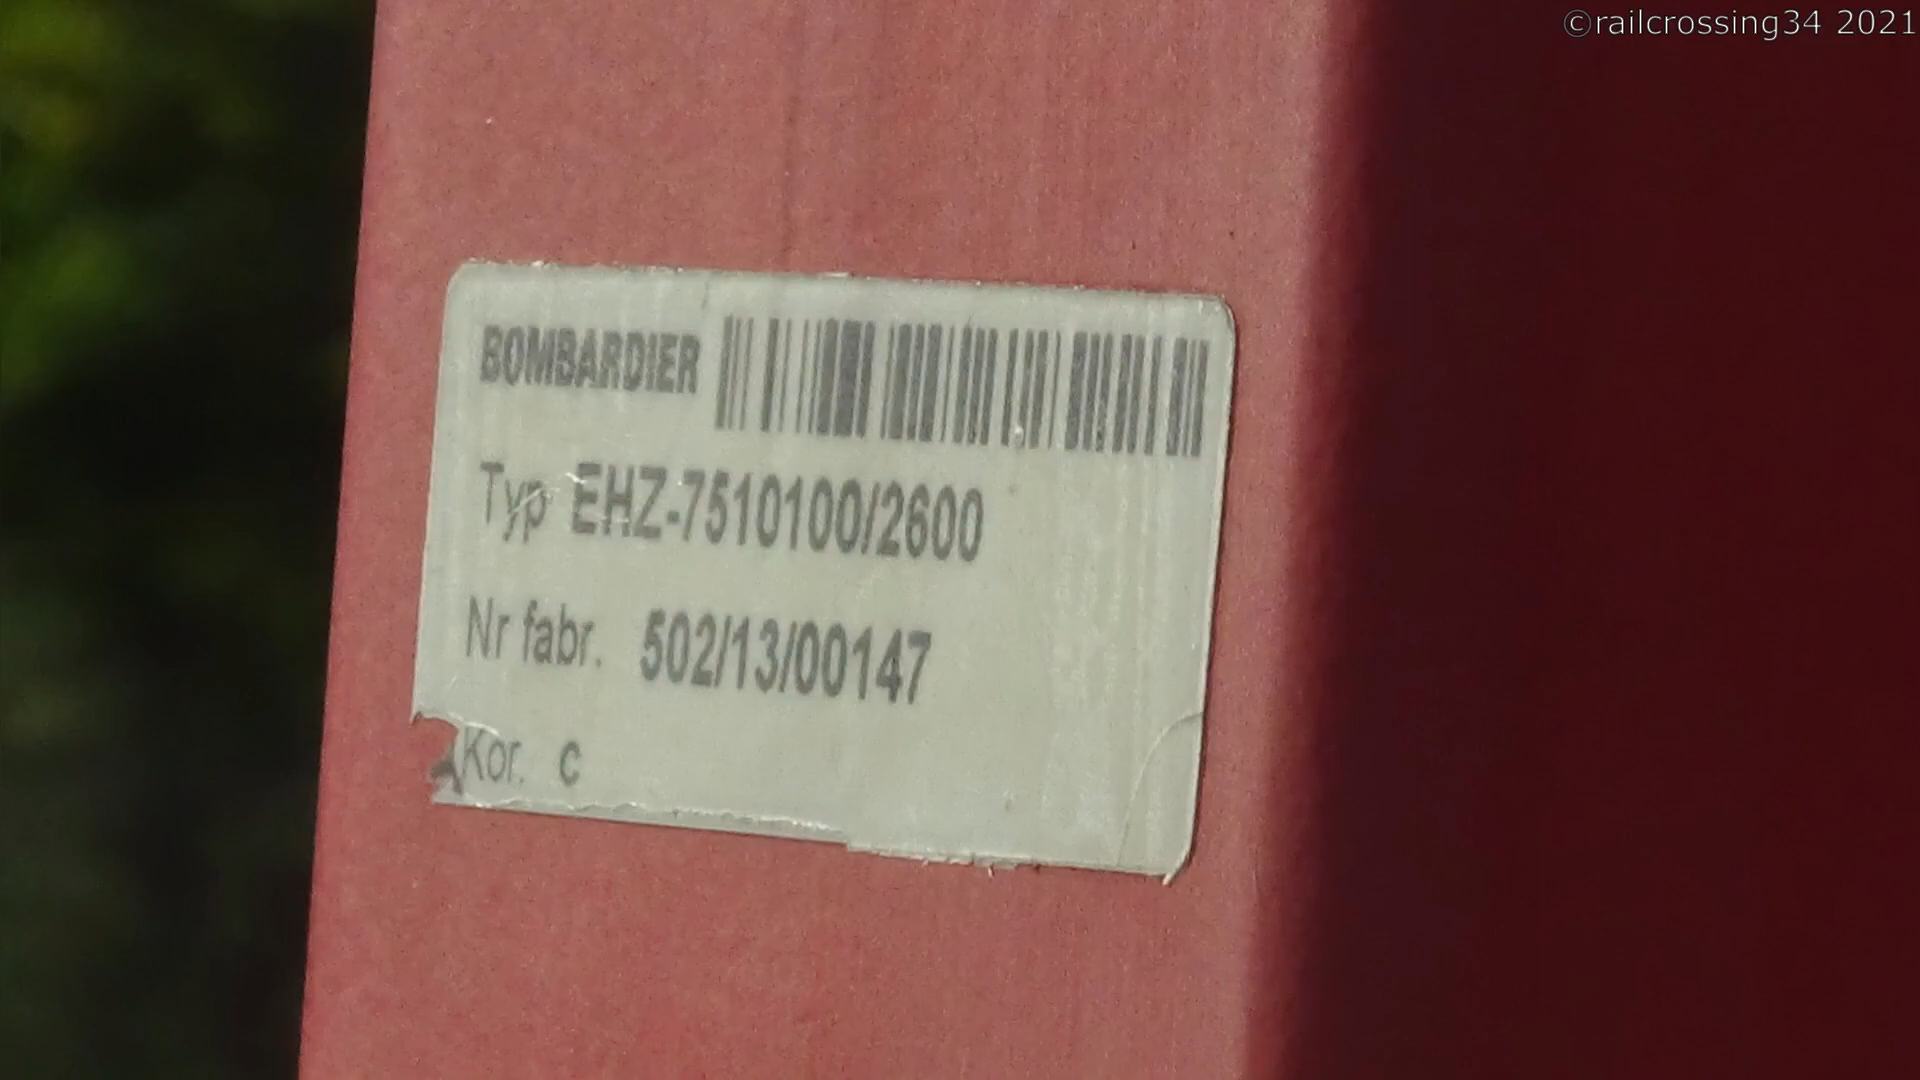 ©railcrossing34 2021
BOMBARDIER
Typ EHZ-7510100/2600
Nr fabr. 502/13/00147
Kor. c